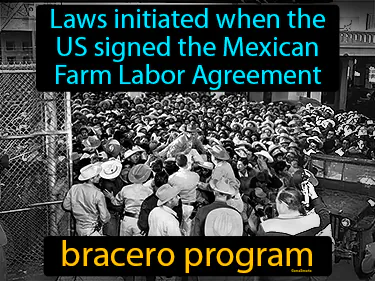 Laws initiated when the
US signed the Mexican
Farm Labor Agreement
bracero program